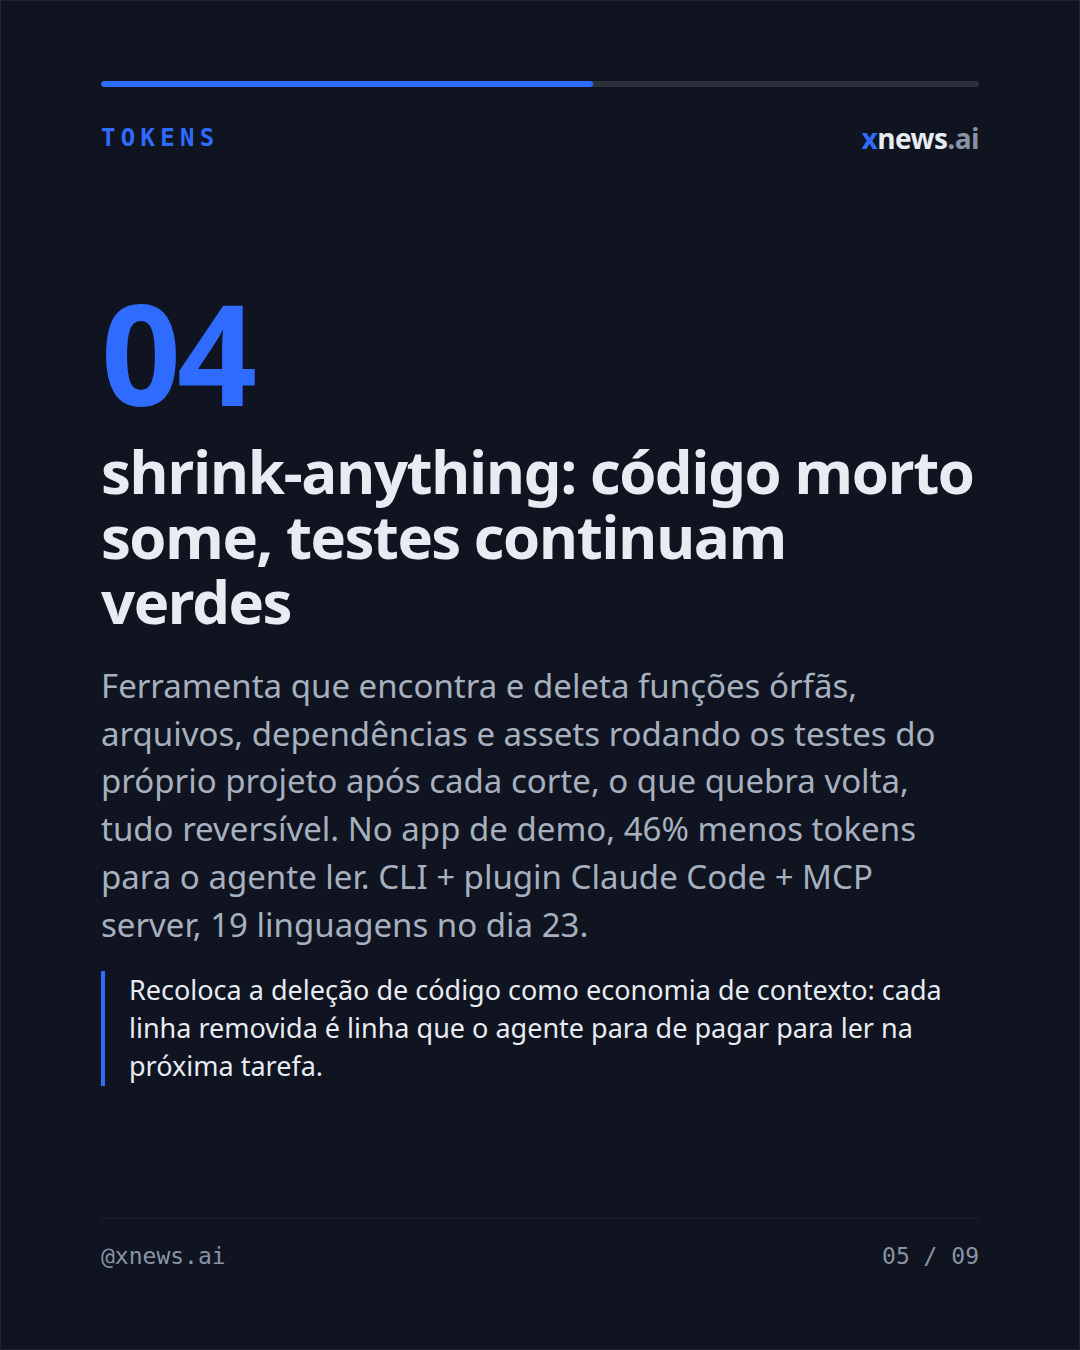 TOKENS
xnews.ai
04
shrink-anything: código morto
some, testes continuam
verdes
Ferramenta que encontra e deleta funções órfãs,
arquivos, dependências e assets rodando os testes do
próprio projeto após cada corte, o que quebra volta,
tudo reversível. No app de demo, 46% menos tokens
para o agente ler. CLI + plugin Claude Code + MCP
server, 19 linguagens no dia 23.
Recoloca a deleção de código como economia de contexto: cada
linha removida é linha que o agente para de pagar para ler na
próxima tarefa.
@xnews.ai
05 / 09